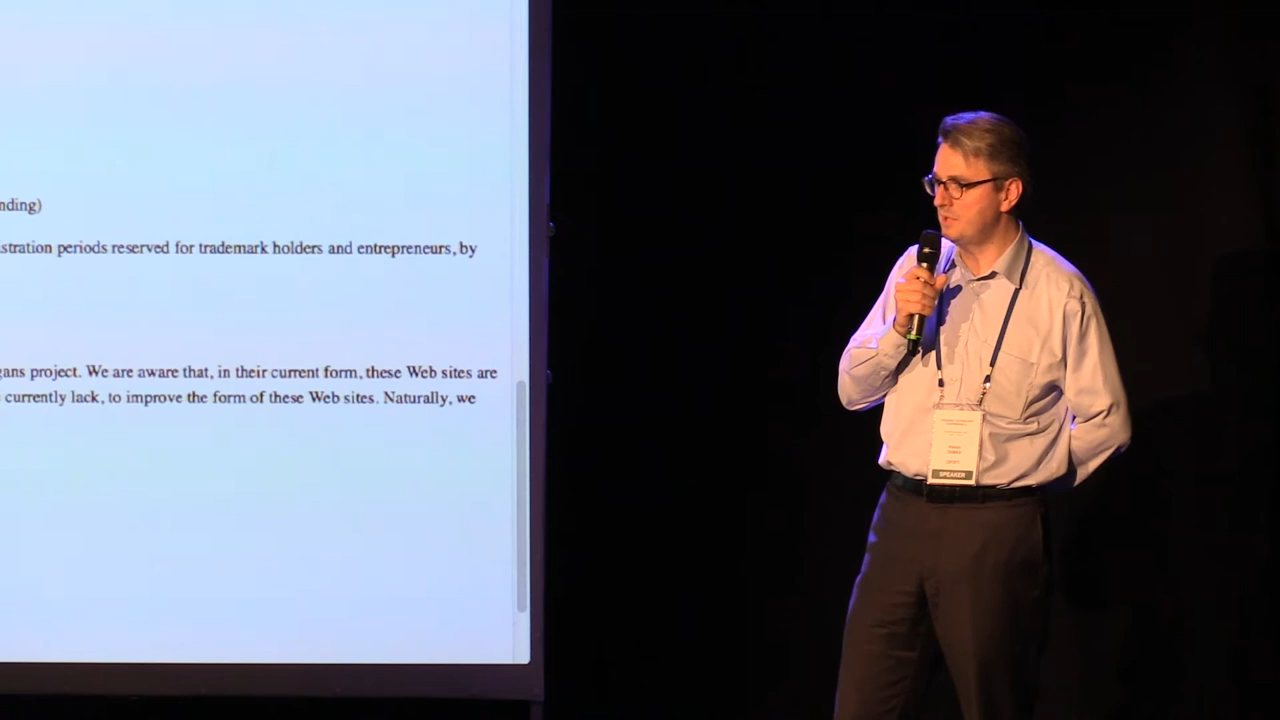 nding)
stration periods reserved for trademark holders and entrepreneurs, by
gans project. We are aware that, in their current form, these Web sites are
currently lack, to improve the form of these Web sites. Naturally, we
SPEAKER